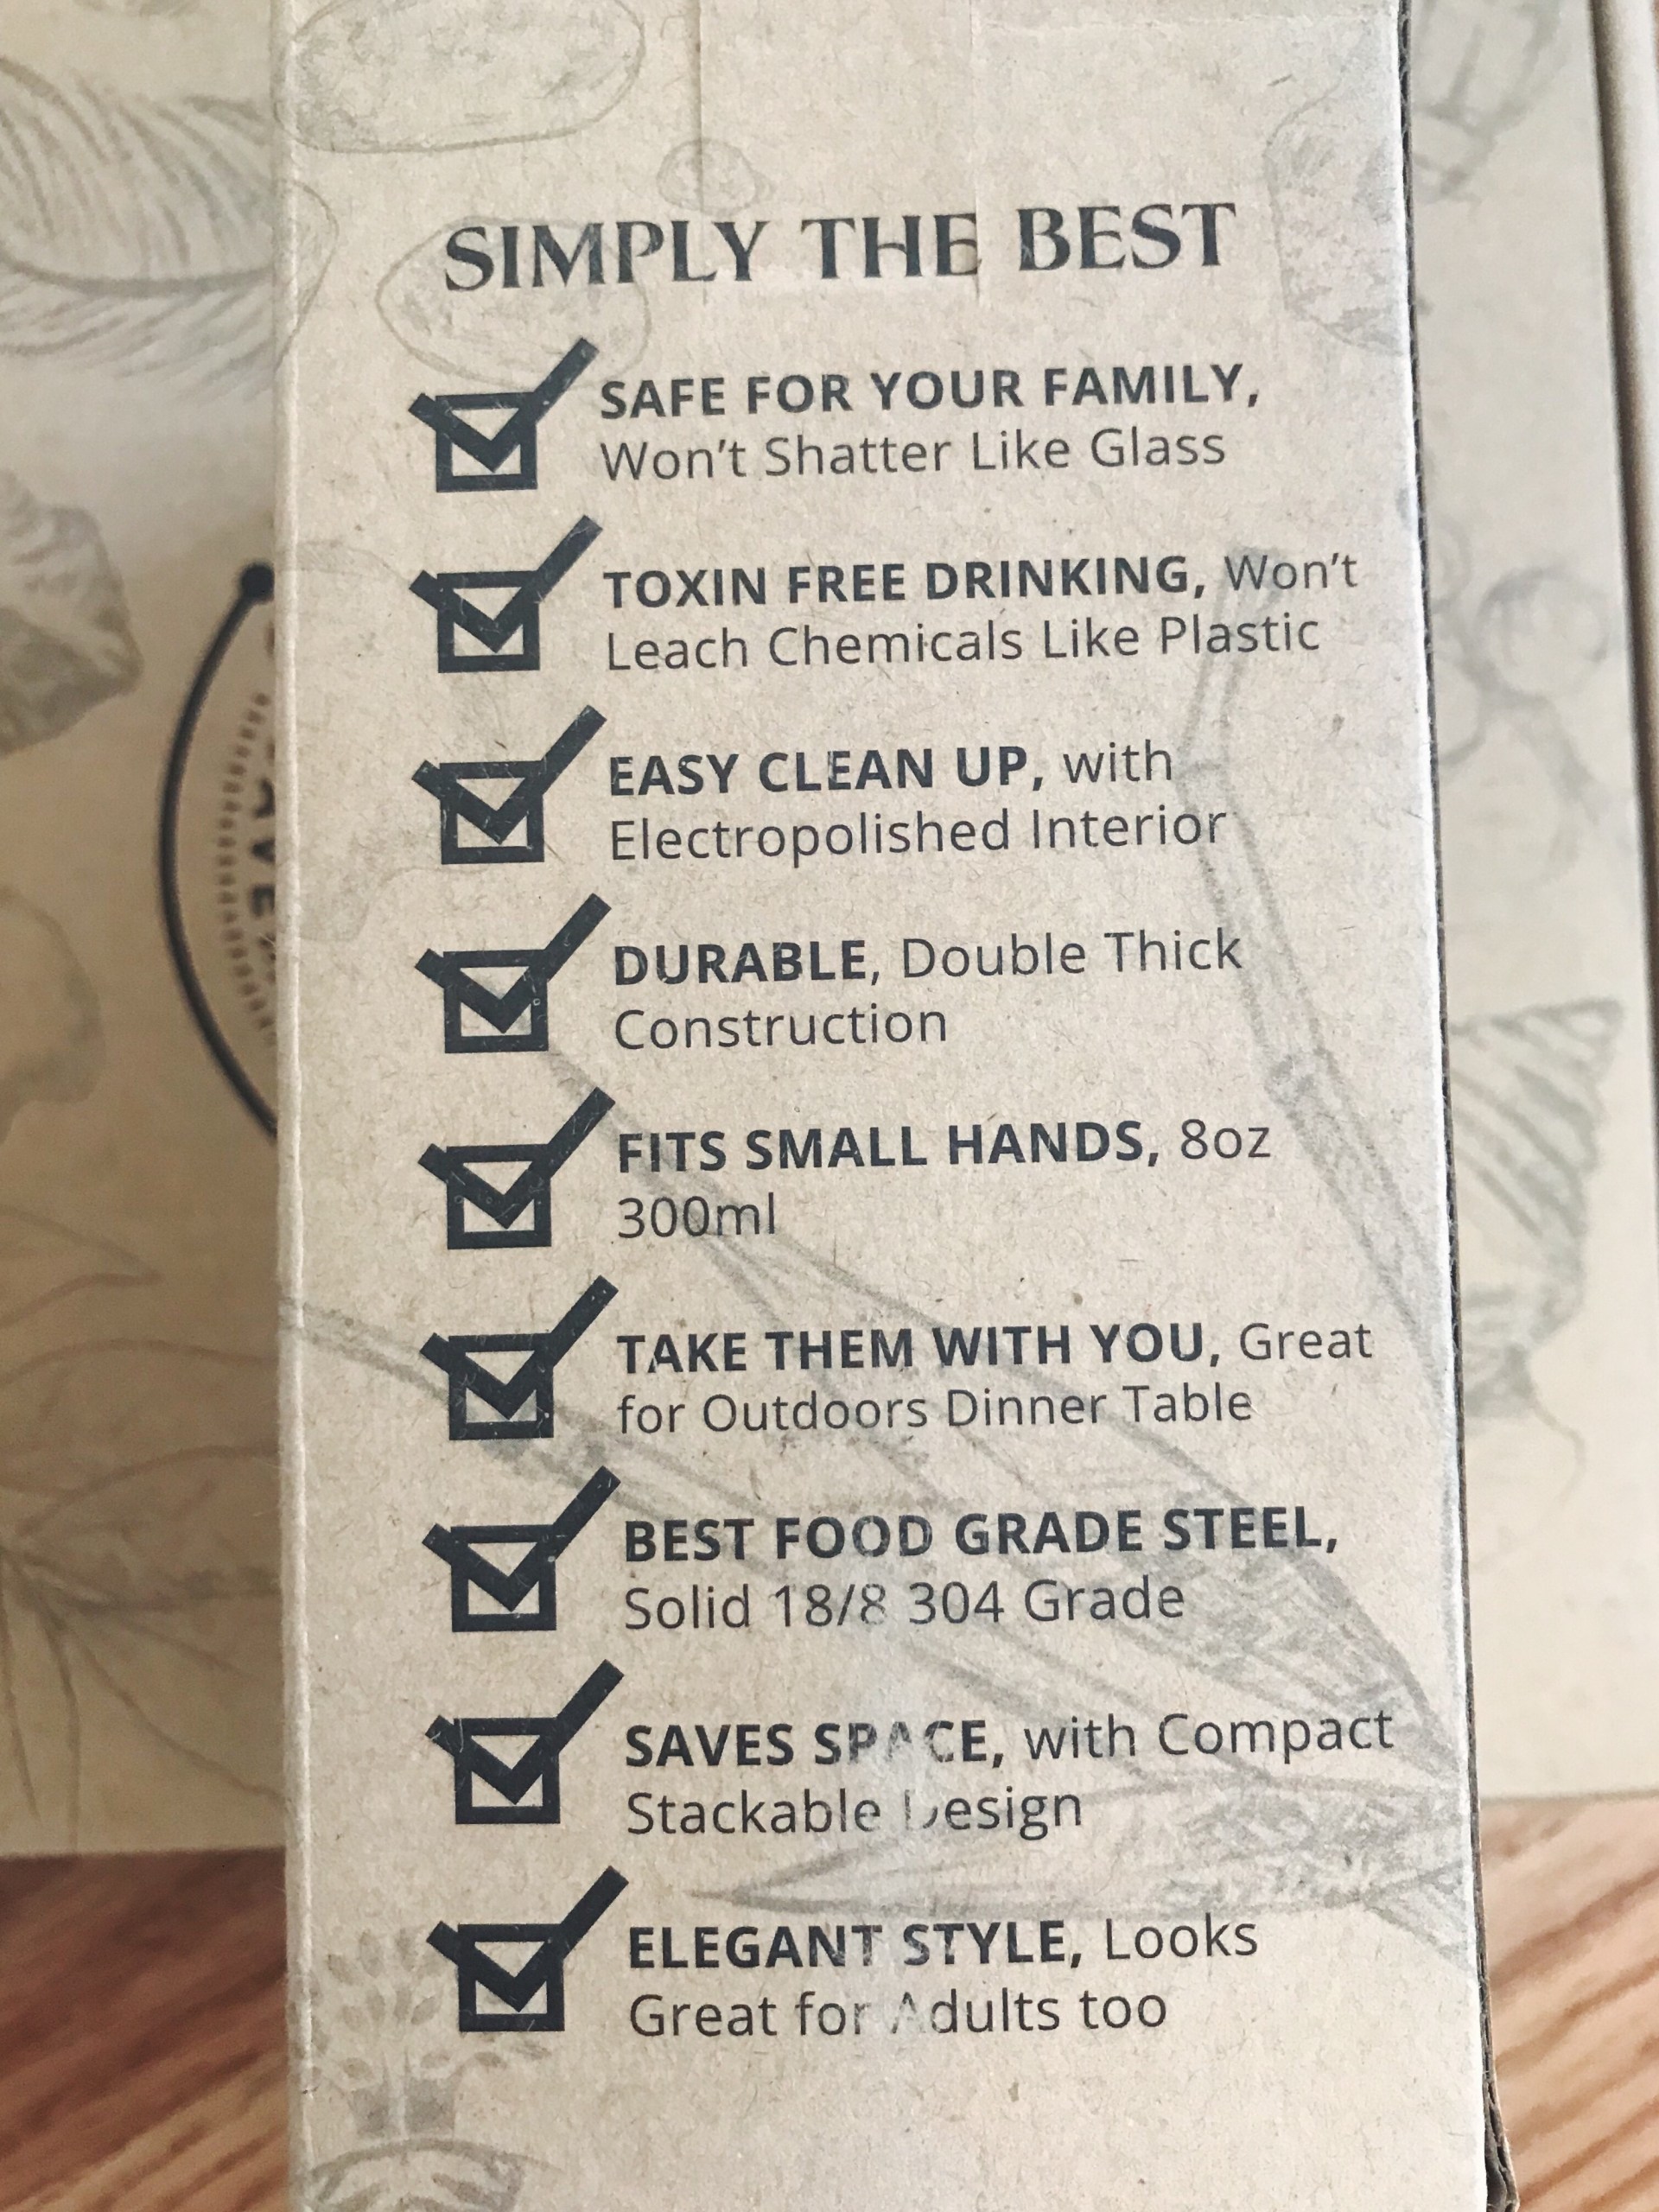 SIMPLY THE BEST
SAFE FOR YOUR FAMILY,
Won't Shatter Like Glass
TOXIN FREE DRINKING, Won't
Leach Chemicals Like Plastic
EASY CLEAN UP, with
Electropolished Interior
DURABLE, Double Thick
Construction
FITS SMALL HANDS, 8oz
300ml
TAKE THEM WITH YOU, Great
for Outdoors Dinner Table
BEST FOOD GRADE STEEL,
Solid 18/8 304 Grade
SAVES SPACE, with Compact
Stackable Design
ELEGANT STYLE, Looks
Great for Adults too